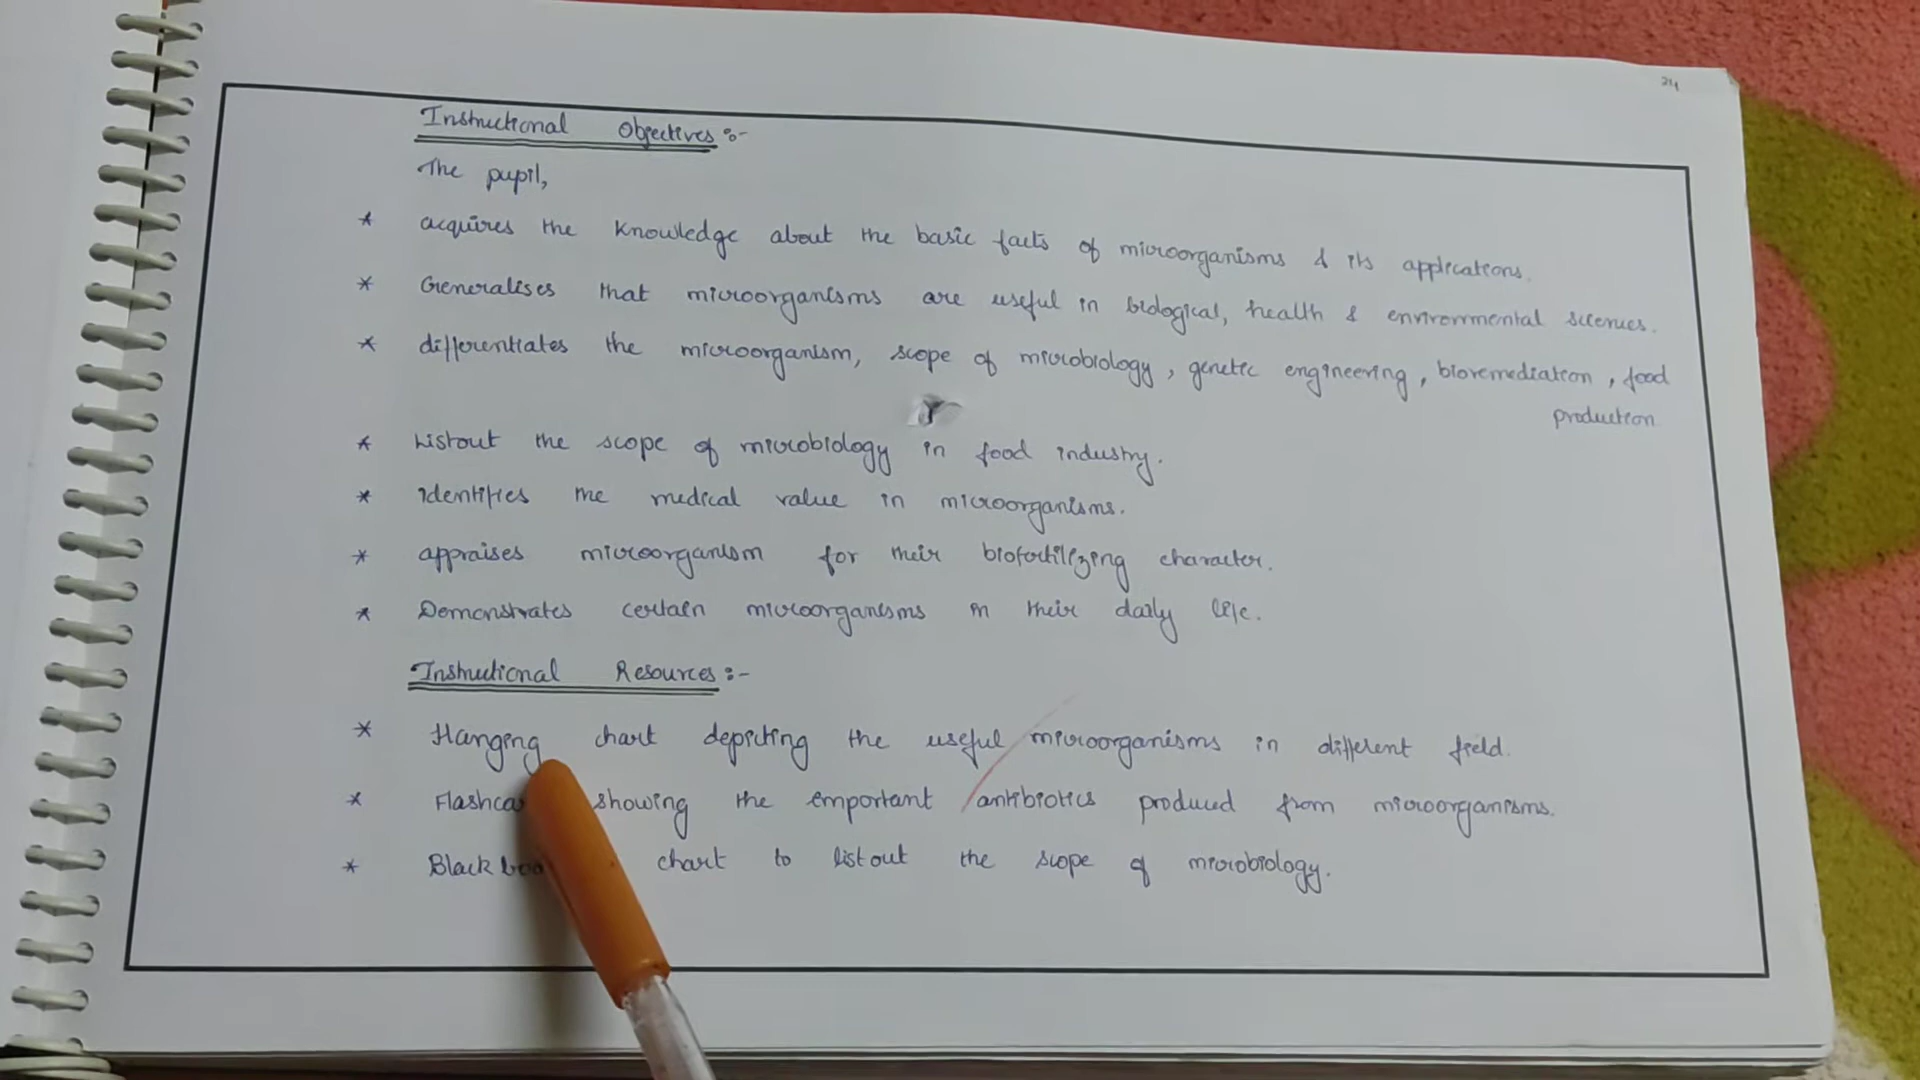 24
Instructional Objectives :-
The pupil,
* acquires the knowledge about the basic facts of microorganisms & its applications.
* Generalises that microorganisms are useful in biological, health & environmental sciences.
* differentiates the microorganism, scope of microbiology, genetic engineering, bioremediation, food
production
* Listout the scope of microbiology in food industry.
* identifies the medical value in microorganisms.
* appraises microorganism for their biofertilizing character.
* Demonstrates certain microorganisms in their daily life.
Instructional Resources :-
* Hanging chart depicting the useful microorganisms in different field.
* showing the important antibiotics produced from microorganisms.
* Black chart to list out the scope of microbiology.